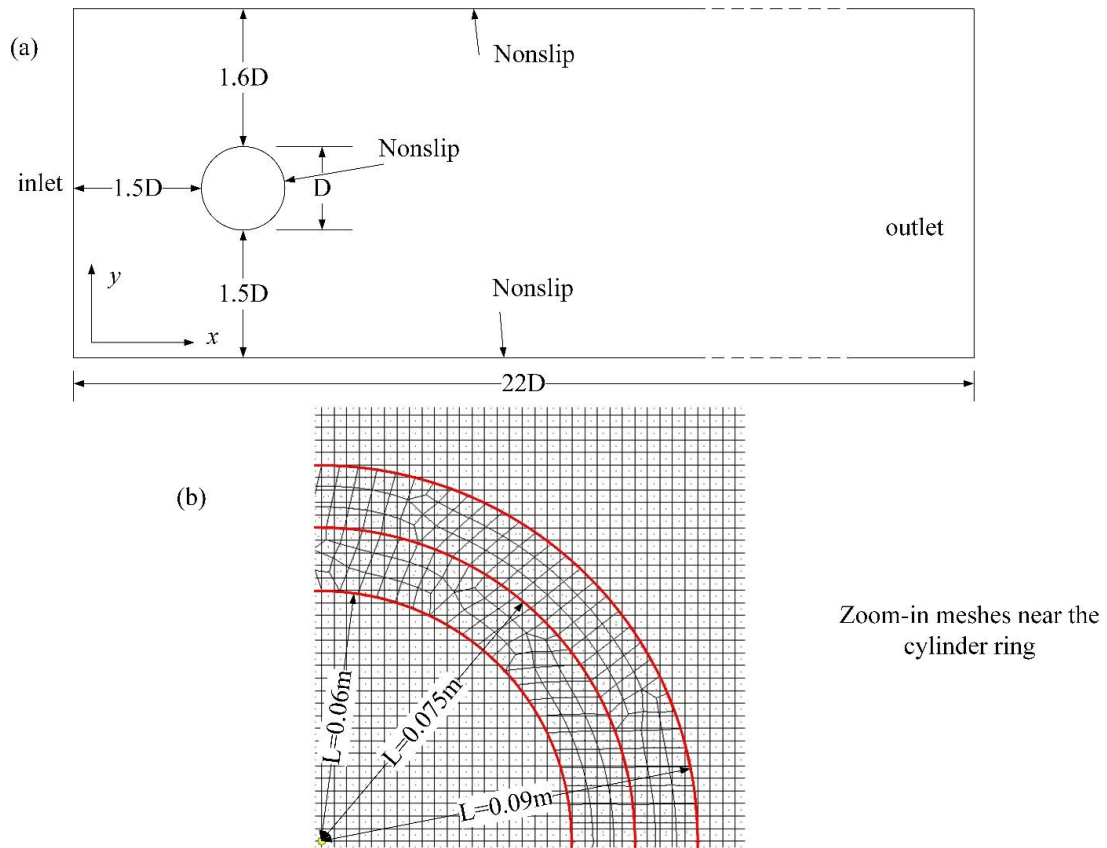 (a)
Nonslip
1.6D
Nonslip
inlet
1.5D
D
outlet
y
1.5D
Nonslip
x
22D
(b)
Zoom-in meshes near the
cylinder ring
L=0.06m
L=0.075m
L=0.09m